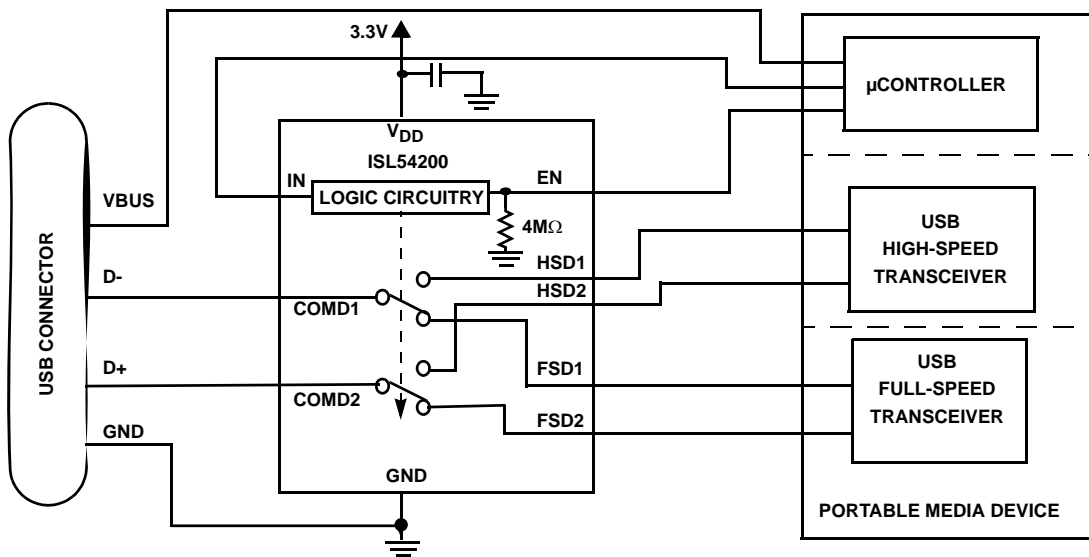 3.3V
µCONTROLLER
VDD
ISL54200
IN
LOGIC CIRCUITRY
EN
4MΩ
VBUS
USB
HIGH-SPEED
TRANSCEIVER
HSD1
HSD2
D-
COMD1
USB CONNECTOR
USB
FULL-SPEED
TRANSCEIVER
FSD1
D+
COMD2
FSD2
GND
GND
PORTABLE MEDIA DEVICE